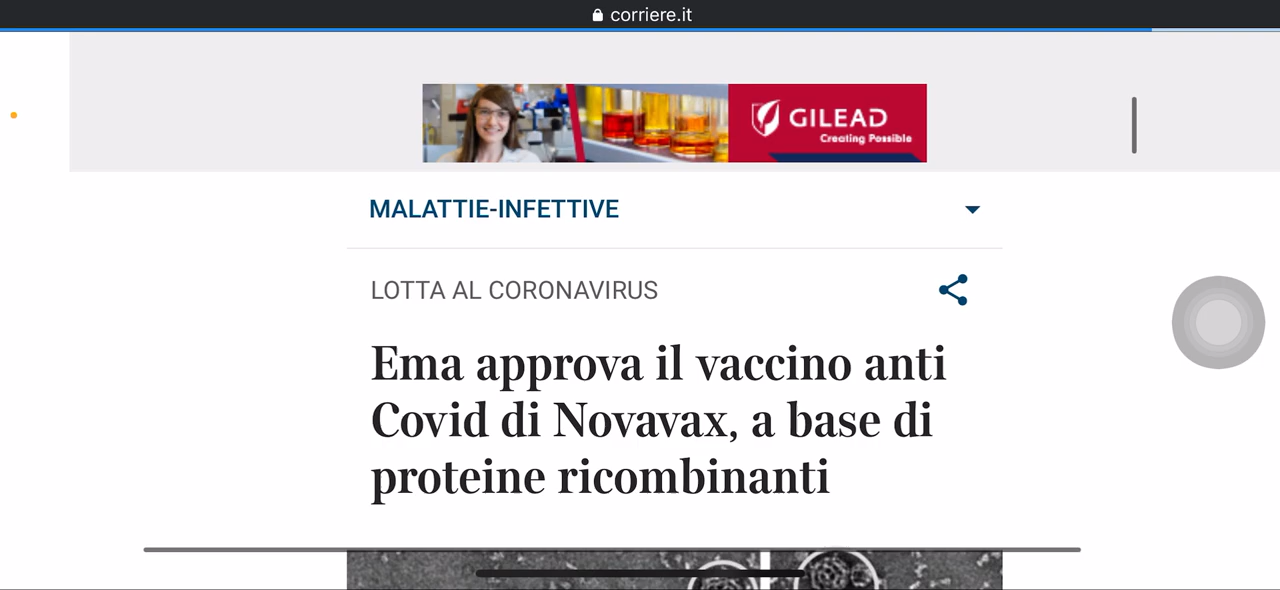 corriere.it
GILEAD
Creating Possible
MALATTIE-INFETTIVE
LOTTA AL CORONAVIRUS
Ema approva il vaccino anti
Covid di Novavax, a base di
proteine ricombinanti